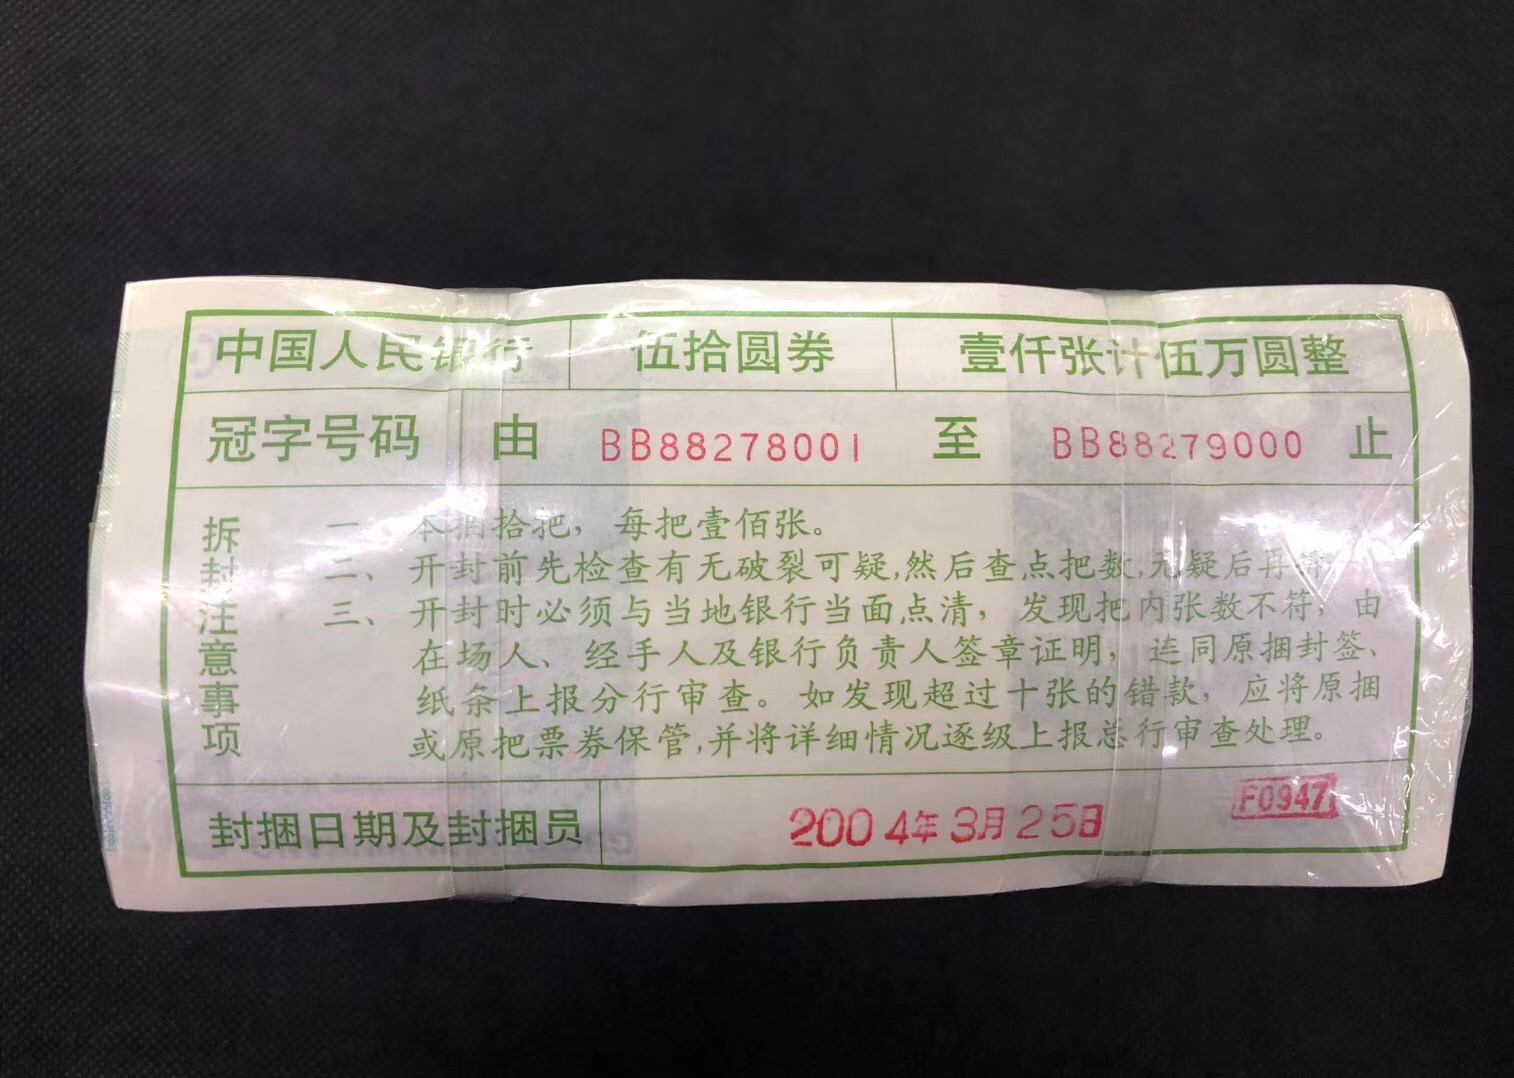 中国人民银行 伍拾圆券 壹仟张计伍万圆整
冠字号码 由 BB88278001 至 BB88279000 止
拆封注意事项
一、本捆拾把，每把壹佰张。
二、开封前先检查有无破裂可疑,然后查点把数,无疑后再
三、开封时必须与当地银行当面点清，发现把内张数不符，由
在场人、经手人及银行负责人签章证明，连同原捆封签、
纸条上报分行审查。如发现超过十张的错款，应将原捆
或原把票券保管,并将详细情况逐级上报总行审查处理。
封捆日期及封捆员 2004年3月25日 F0947